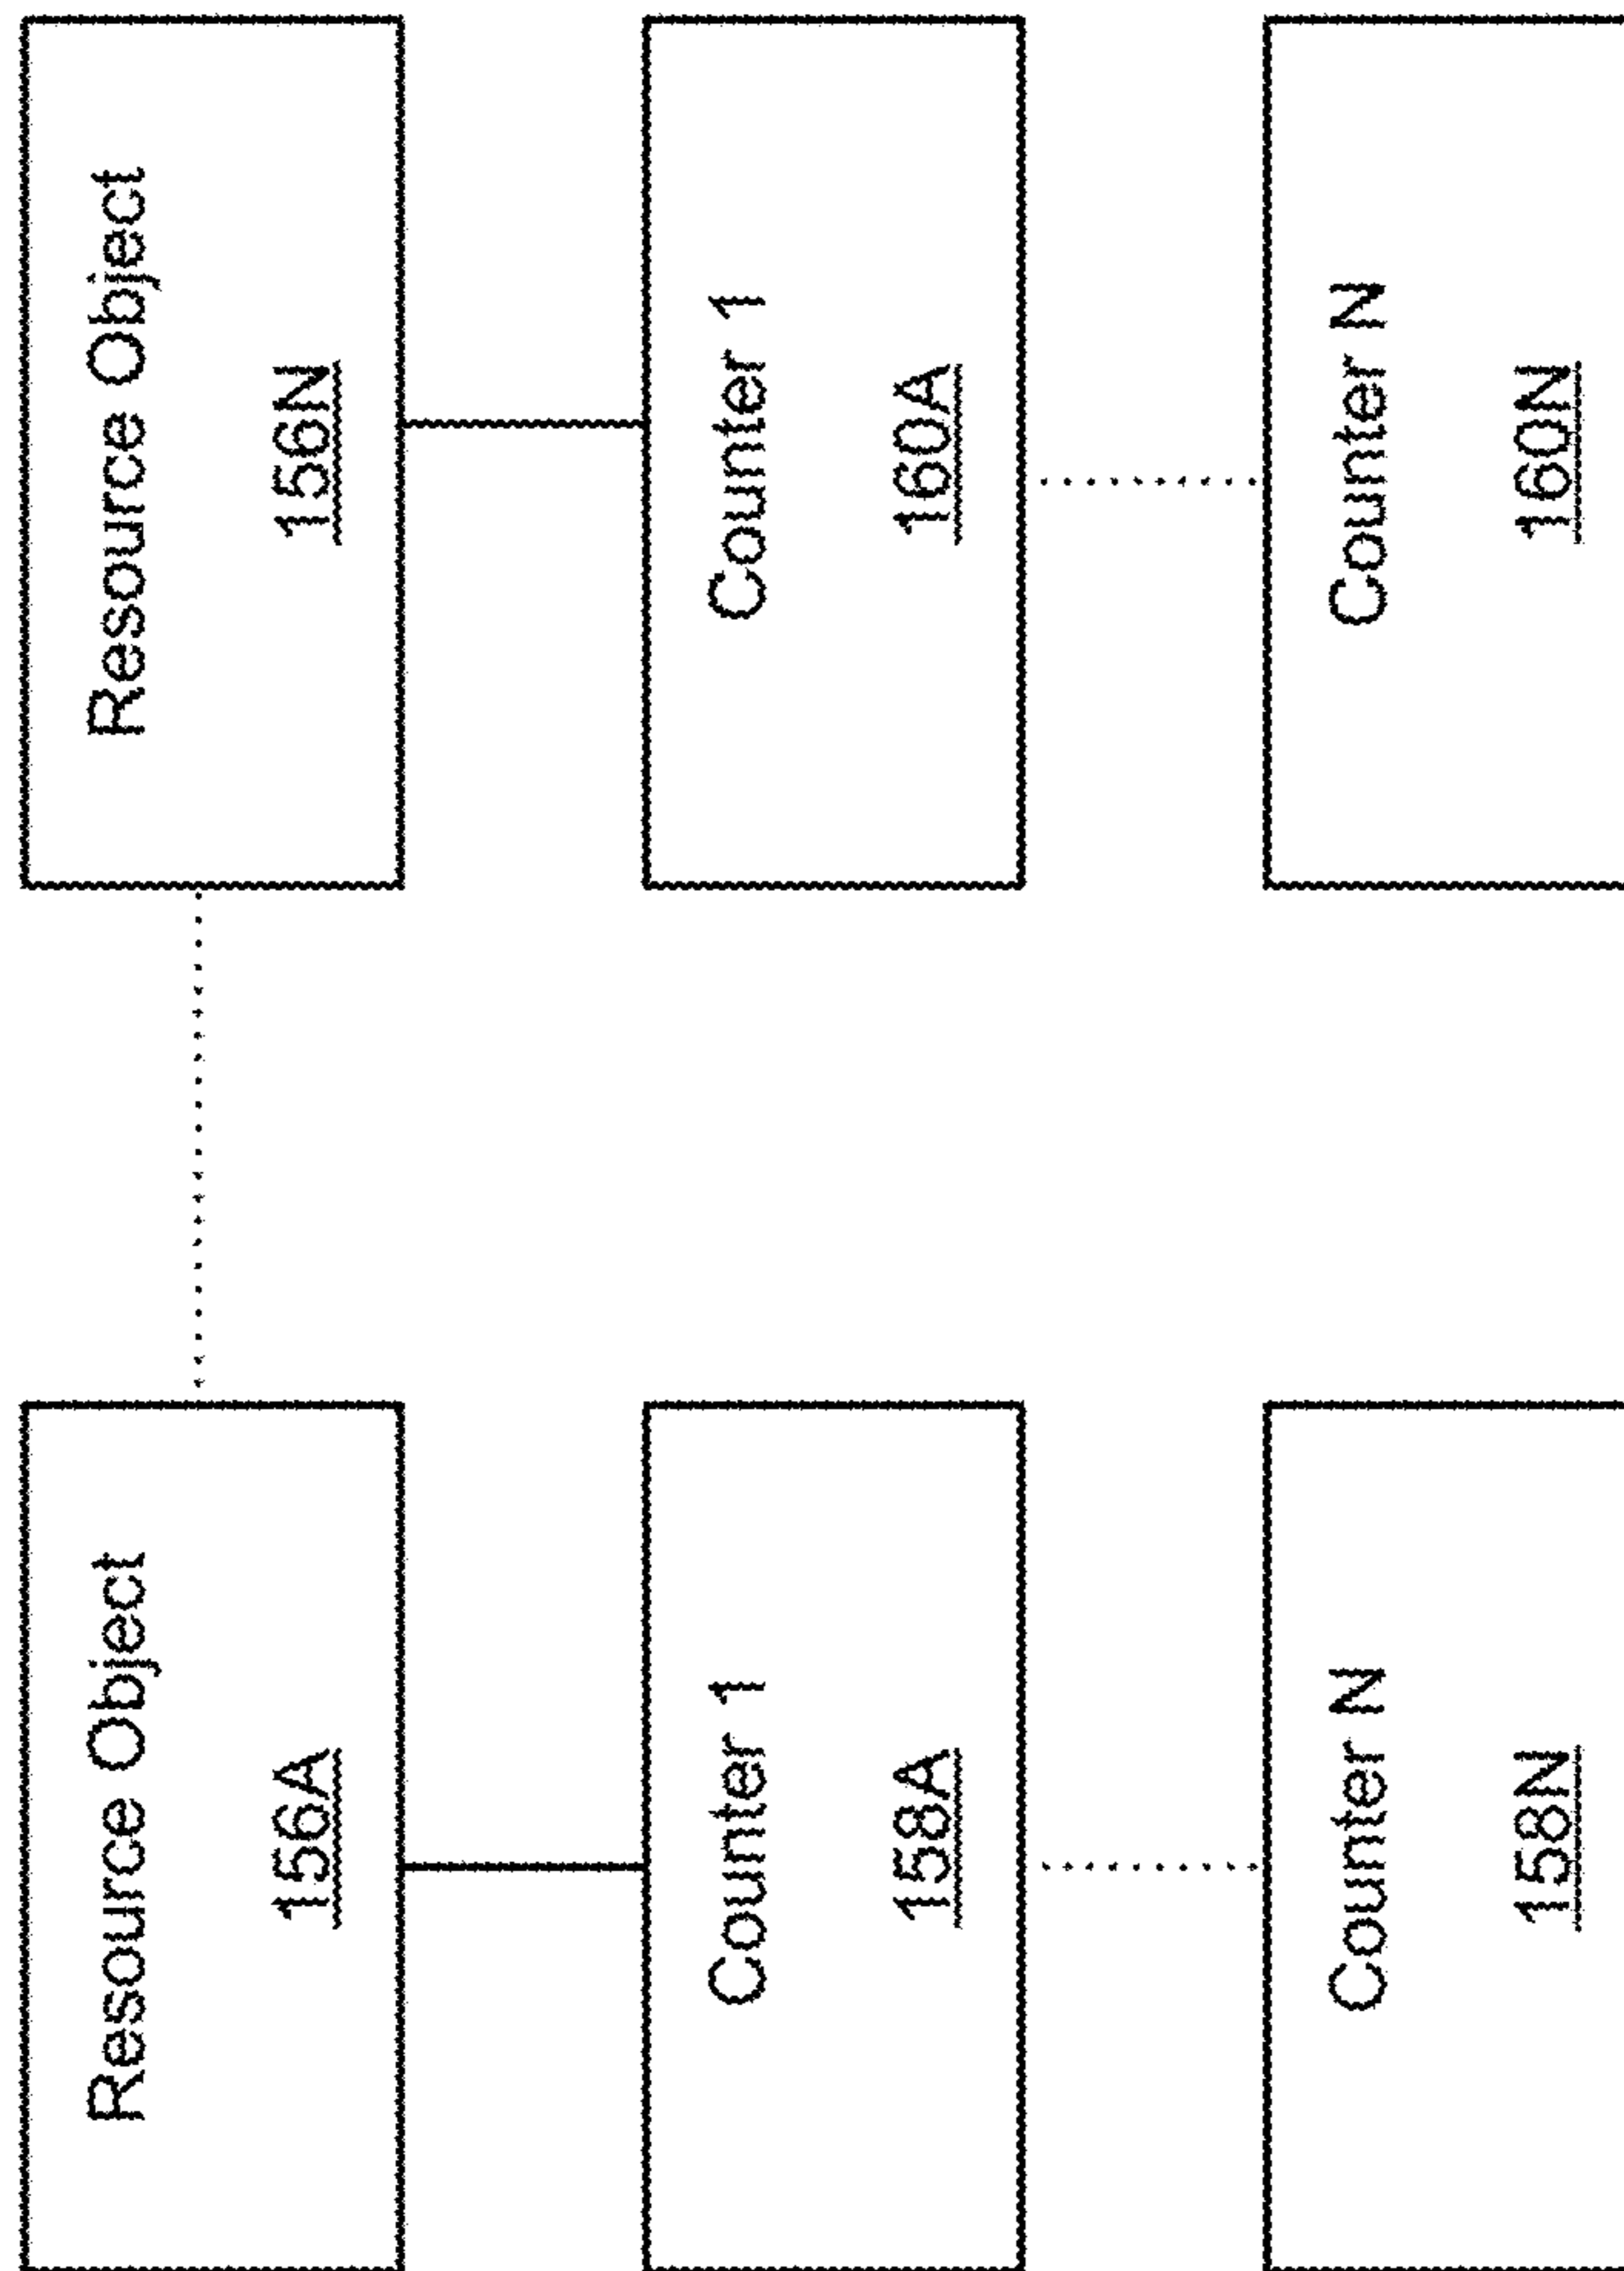 Resource Object
156A
Resource Object
156N
Counter 1
158A
Counter 1
160A
Counter N
158N
Counter N
160N